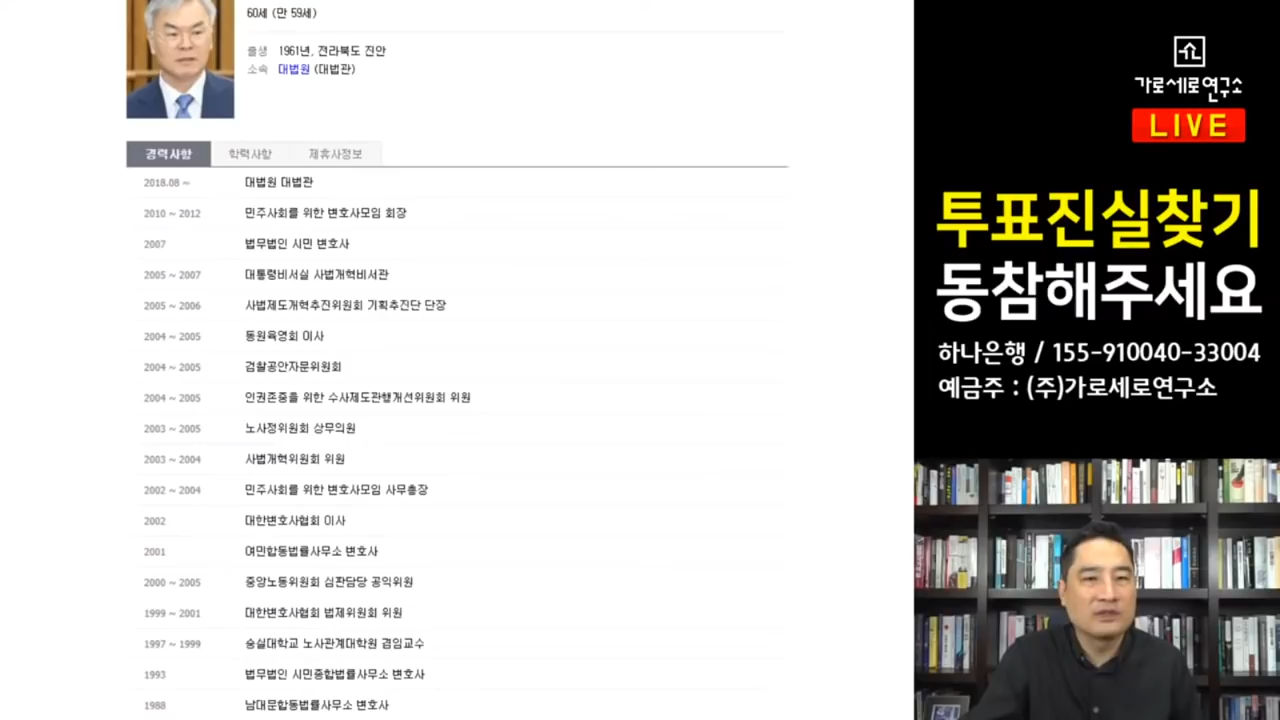 60세 (만 59세)
출생 1961년, 전라북도 진안
소속 대법원 (대법관)
경력사항 학력사항 제휴사정보
2018.08 ~ 대법원 대법관
2010 ~ 2012 민주사회를 위한 변호사모임 회장
2007 법무법인 시민 변호사
2005 ~ 2007 대통령비서실 사법개혁비서관
2005 ~ 2006 사법제도개혁추진위원회 기획추진단 단장
2004 ~ 2005 동원육영회 이사
2004 ~ 2005 검찰공안자문위원회
2004 ~ 2005 인권존중을 위한 수사제도관행개선위원회 위원
2003 ~ 2005 노사정위원회 상무의원
2003 ~ 2004 사법개혁위원회 위원
2002 ~ 2004 민주사회를 위한 변호사모임 사무총장
2002 대한변호사협회 이사
2001 여민합동법률사무소 변호사
2000 ~ 2005 중앙노동위원회 심판담당 공익위원
1999 ~ 2001 대한변호사협회 법제위원회 위원
1997 ~ 1999 숭실대학교 노사관계대학원 겸임교수
1993 법무법인 시민종합법률사무소 변호사
1988 남대문합동법률사무소 변호사
가로세로연구소
LIVE
투표진실찾기
동참해주세요
하나은행 / 155-910040-33004
예금주 : (주)가로세로연구소